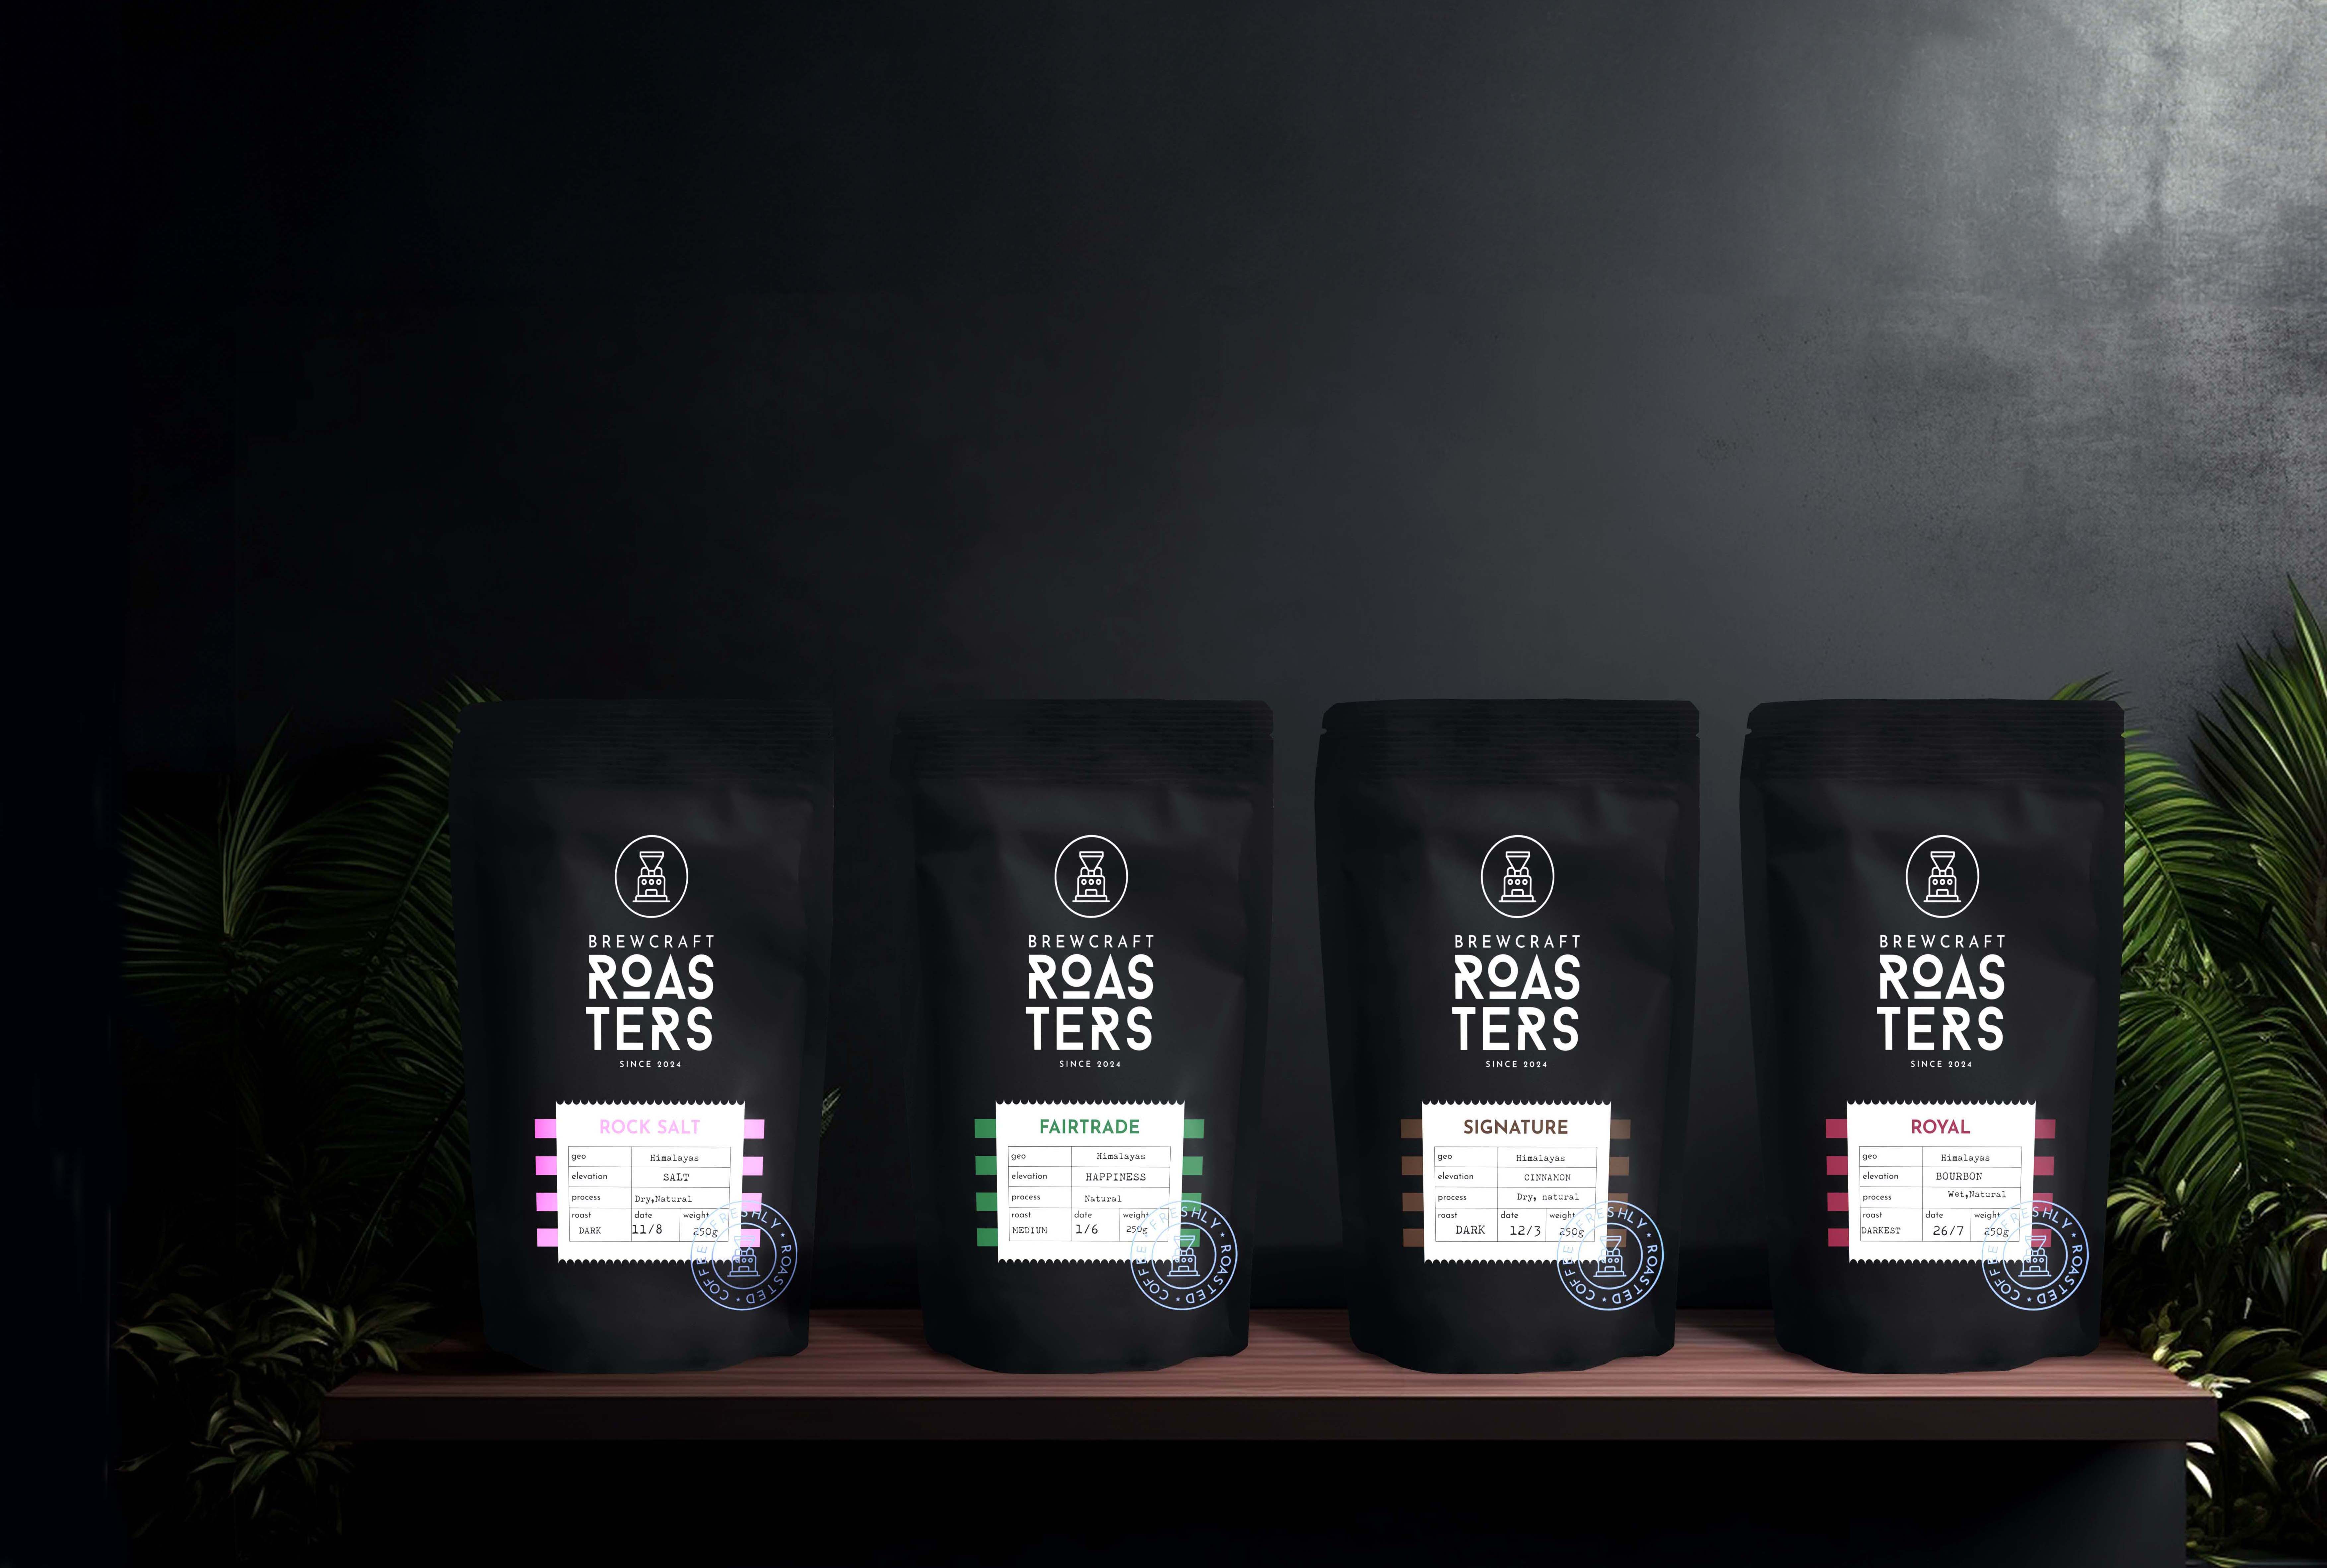 BREWCRAFT
ROAS
TERS
SINCE 2024
ROCK SALT
geo Himalayas
elevation SALT
process Dry,Natural
roast date weight
DARK 11/8 250g
COFFEE FRESHLY ROASTED
BREWCRAFT
ROAS
TERS
SINCE 2024
FAIRTRADE
geo Himalayas
elevation HAPPINESS
process Natural
roast date weight
MEDIUM 1/6 250g
COFFEE FRESHLY ROASTED
BREWCRAFT
ROAS
TERS
SINCE 2024
SIGNATURE
geo Himalayas
elevation CINNAMON
process Dry, natural
roast date weight
DARK 12/3 250g
COFFEE FRESHLY ROASTED
BREWCRAFT
ROAS
TERS
SINCE 2024
ROYAL
geo Himalayas
elevation BOURBON
process Wet,Natural
roast date weight
DARKEST 26/7 250g
COFFEE FRESHLY ROASTED